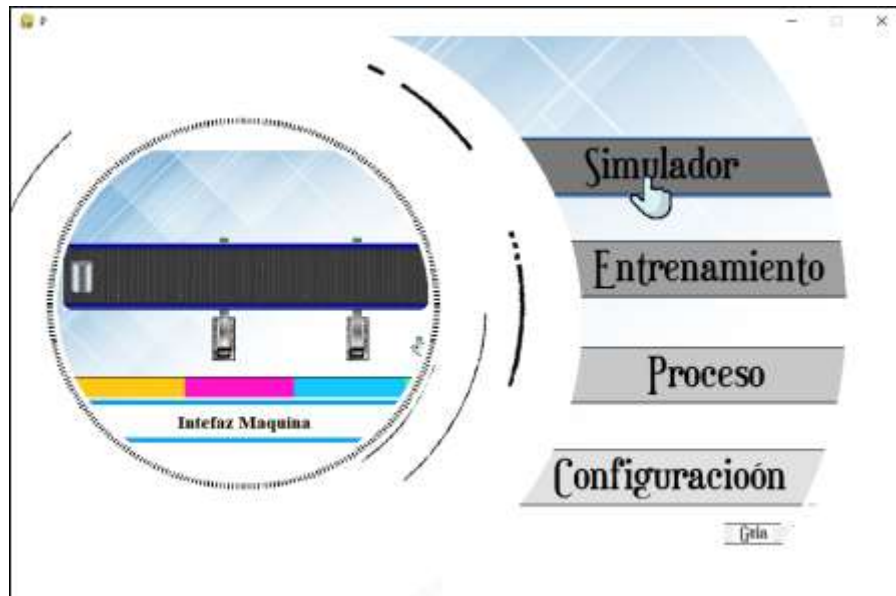 P
Simulador
Entrenamiento
Proceso
Configuracioón
Guia
Intefaz Maquina